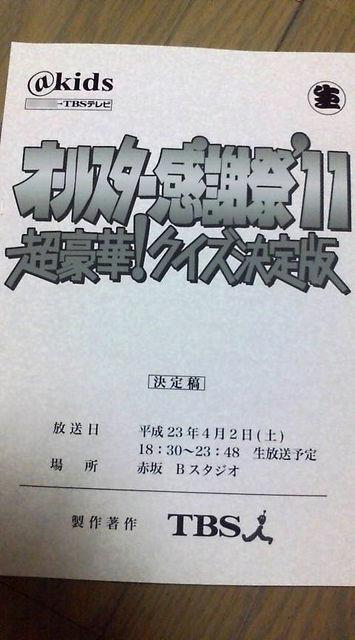 @kids
生
→TBSテレビ
オールスター感謝祭'11
超豪華!クイズ決定版
決定稿
放送日 平成23年4月2日(土)
18:30~23:48 生放送予定
場所 赤坂 Bスタジオ
製作著作 TBS